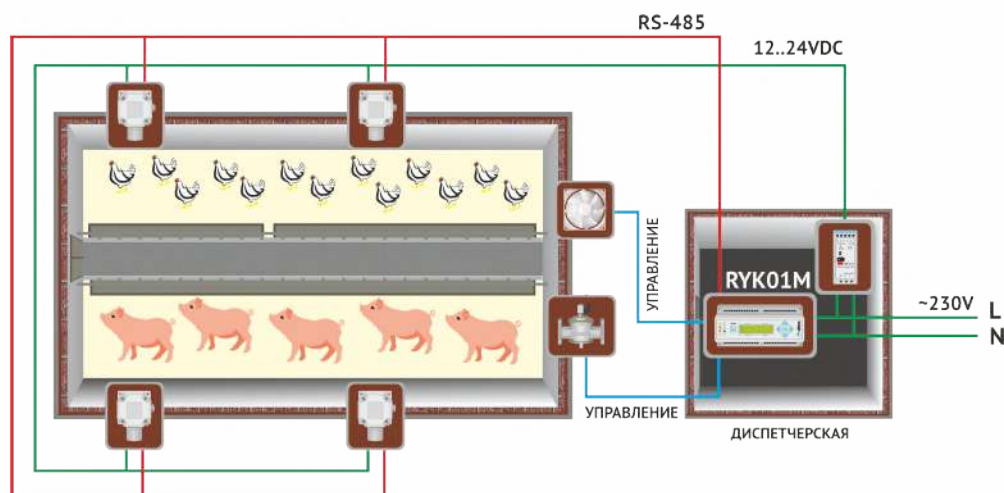 RS-485
12..24VDC
УПРАВЛЕНИЕ
RYK01M
~230V
L
N
УПРАВЛЕНИЕ
ДИСПЕТЧЕРСКАЯ